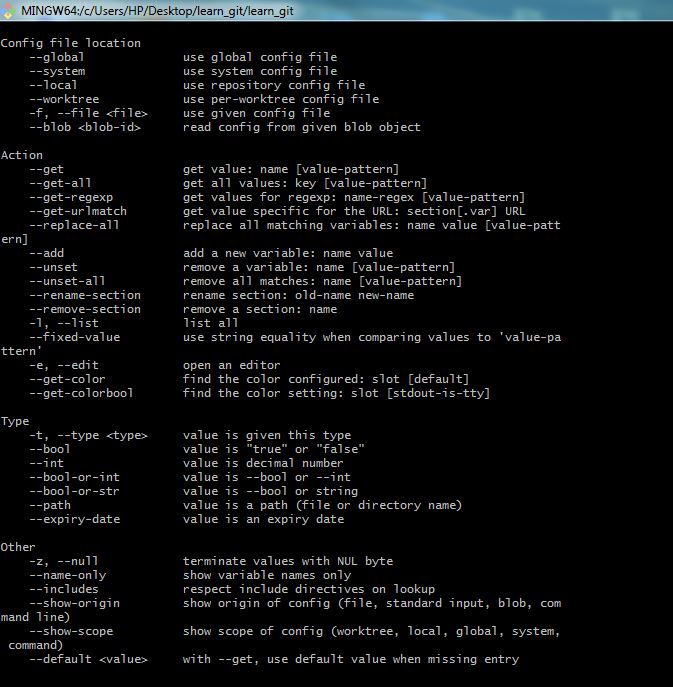 MINGW64:/c/Users/HP/Desktop/learn_git/learn_git
Config file location
--global use global config file
--system use system config file
--local use repository config file
--worktree use per-worktree config file
-f, --file <file> use given config file
--blob <blob-id> read config from given blob object
Action
--get get value: name [value-pattern]
--get-all get all values: key [value-pattern]
--get-regexp get values for regexp: name-regex [value-pattern]
--get-urlmatch get value specific for the URL: section[.var] URL
--replace-all replace all matching variables: name value [value-patt
ern]
--add add a new variable: name value
--unset remove a variable: name [value-pattern]
--unset-all remove all matches: name [value-pattern]
--rename-section rename section: old-name new-name
--remove-section remove a section: name
-l, --list list all
--fixed-value use string equality when comparing values to 'value-pa
ttern'
-e, --edit open an editor
--get-color find the color configured: slot [default]
--get-colorbool find the color setting: slot [stdout-is-tty]
Type
-t, --type <type> value is given this type
--bool value is "true" or "false"
--int value is decimal number
--bool-or-int value is --bool or --int
--bool-or-str value is --bool or string
--path value is a path (file or directory name)
--expiry-date value is an expiry date
Other
-z, --null terminate values with NUL byte
--name-only show variable names only
--includes respect include directives on lookup
--show-origin show origin of config (file, standard input, blob, com
mand line)
--show-scope show scope of config (worktree, local, global, system,
command)
--default <value> with --get, use default value when missing entry